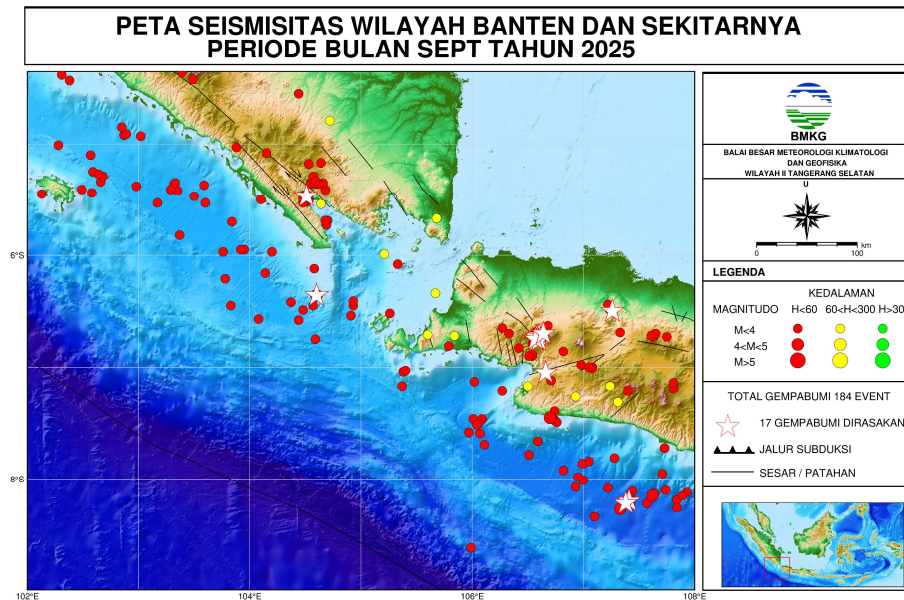 PETA SEISMISITAS WILAYAH BANTEN DAN SEKITARNYA
PERIODE BULAN SEPT TAHUN 2025
6°S
8°S
102°E
104°E
106°E
108°E
BMKG
BALAI BESAR METEOROLOGI KLIMATOLOGI
DAN GEOFISIKA
WILAYAH II TANGERANG SELATAN
U
km
0
100
LEGENDA
KEDALAMAN
MAGNITUDO
H<60
60<H<300
H>30
M<4
4<M<5
M>5
TOTAL GEMPABUMI 184 EVENT
17 GEMPABUMI DIRASAKAN
JALUR SUBDUKSI
SESAR / PATAHAN